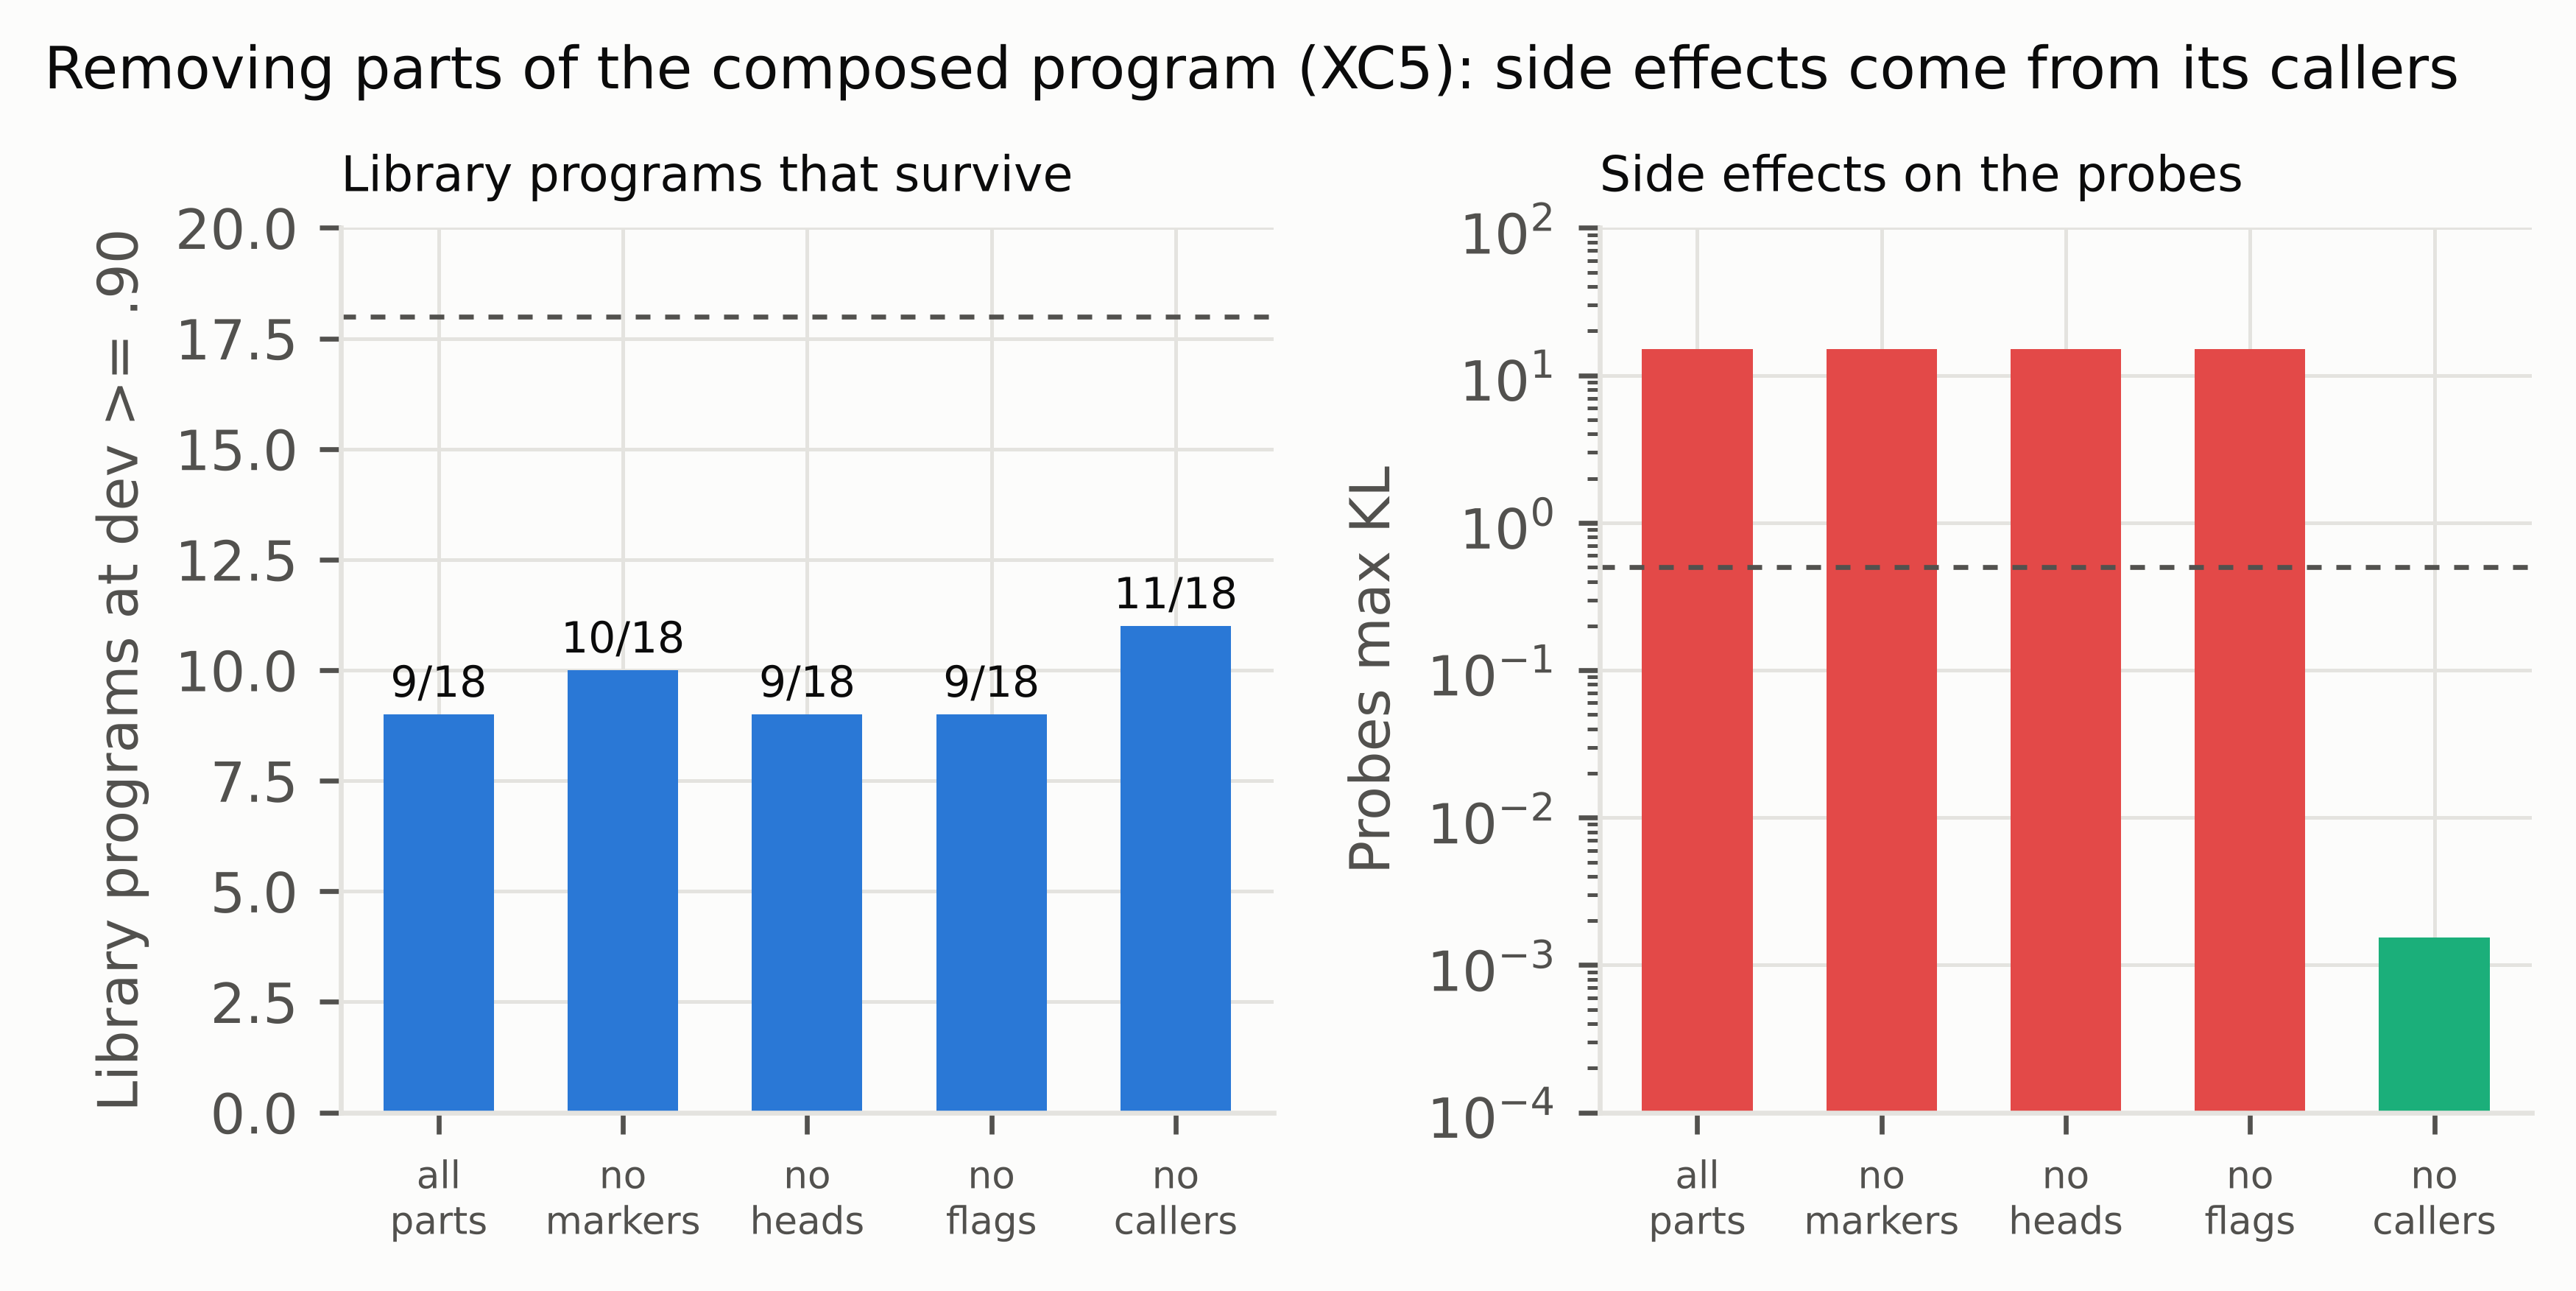 Removing parts of the composed program (XC5): side effects come from its callers
Library programs that survive
Library programs at dev >= .90
20.0
17.5
15.0
12.5
10.0
7.5
5.0
2.5
0.0
9/18
10/18
9/18
9/18
11/18
all
parts
no
markers
no
heads
no
flags
no
callers
Side effects on the probes
Probes max KL
10²
10¹
10⁰
10⁻¹
10⁻²
10⁻³
10⁻⁴
all
parts
no
markers
no
heads
no
flags
no
callers